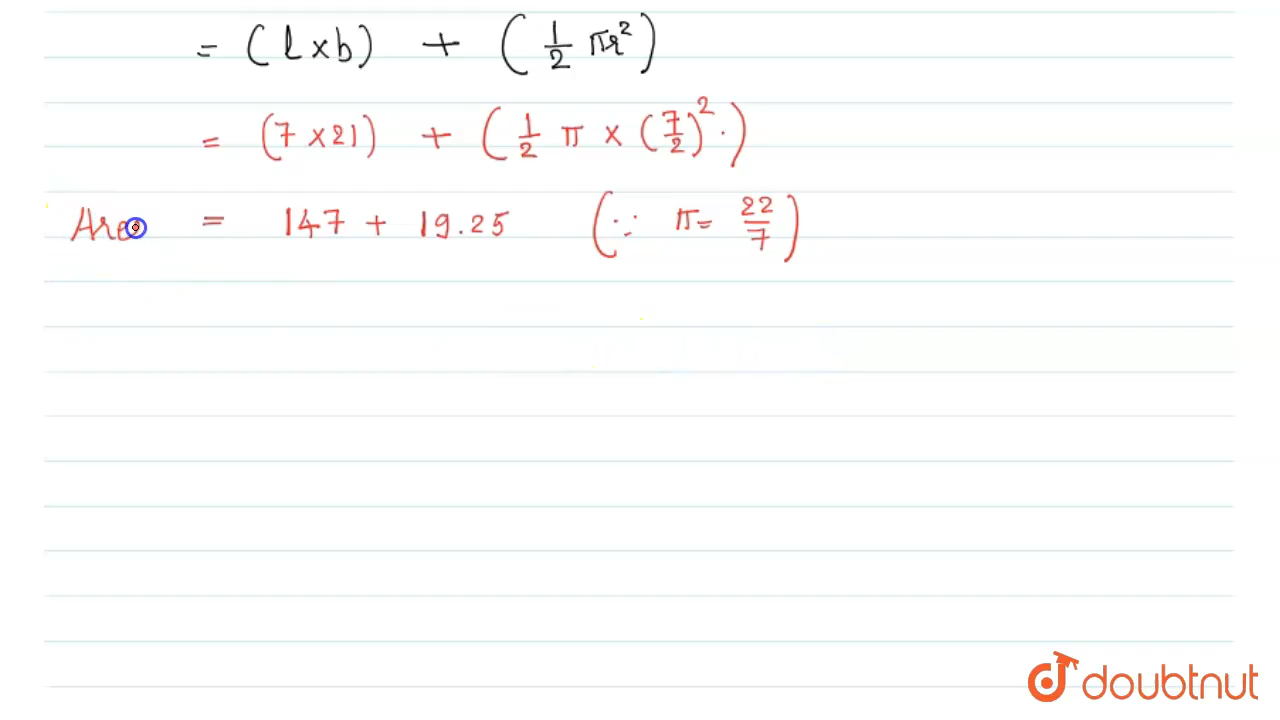 = (l × b) + (1/2 πr²)
= (7 × 21) + (1/2 π × (7/2)².)
Area = 147 + 19.25 (∵ π = 22/7)
doubtnut